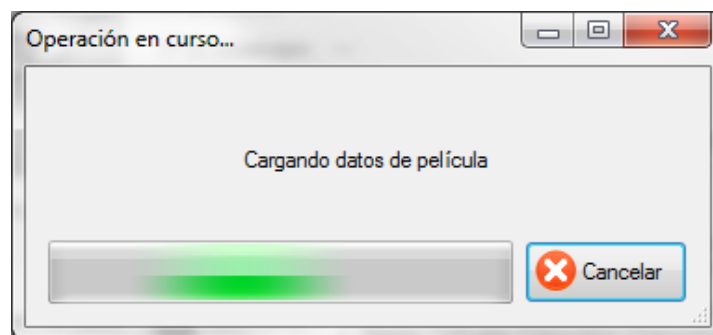 Operación en curso...
Cargando datos de película
Cancelar